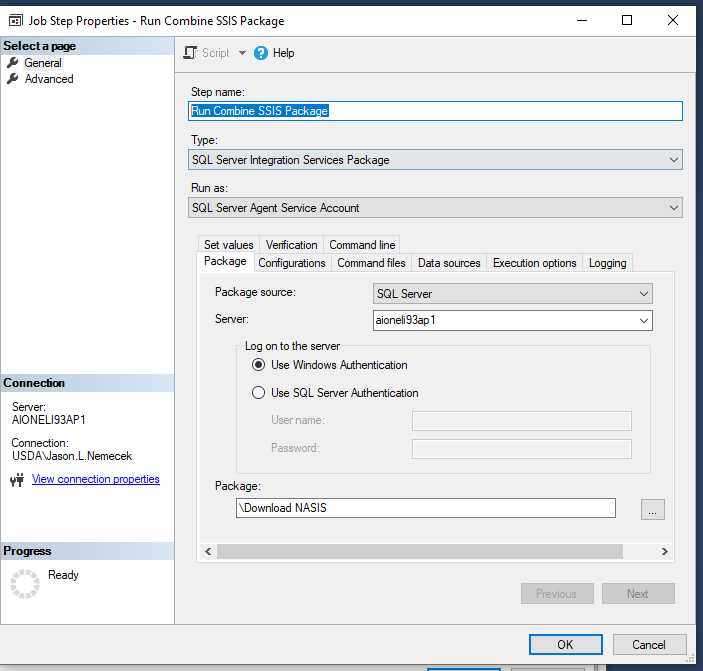 Job Step Properties - Run Combine SSIS Package
Select a page
General
Advanced
Script
Help
Step name:
Run Combine SSIS Package
Type:
SQL Server Integration Services Package
Run as:
SQL Server Agent Service Account
Set values Verification Command line
Package Configurations Command files Data sources Execution options Logging
Package source:
SQL Server
Server:
aioneli93ap1
Log on to the server
Use Windows Authentication
Use SQL Server Authentication
User name:
Password:
Package:
\Download NASIS
...
Connection
Server:
AIONELI93AP1
Connection:
USDA\Jason.L.Nemecek
View connection properties
Progress
Ready
Previous Next
OK Cancel